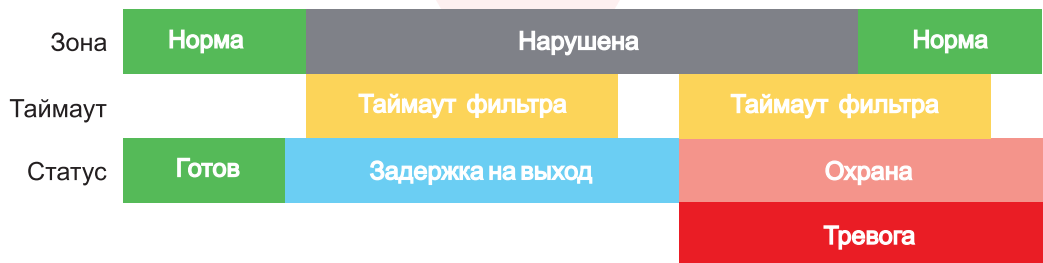 Зона Норма Нарушена Норма
Таймаут Таймаут фильтра Таймаут фильтра
Статус Готов Задержка на выход Охрана
Тревога